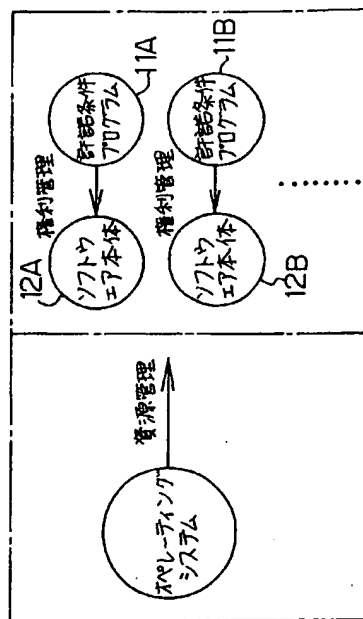 オペレーティング
システム
資源管理
12A
ソフトウ
ェア本体
権利管理
許諾条件
プログラム
11A
ソフトウ
ェア本体
12B
権利管理
許諾条件
プログラム
11B